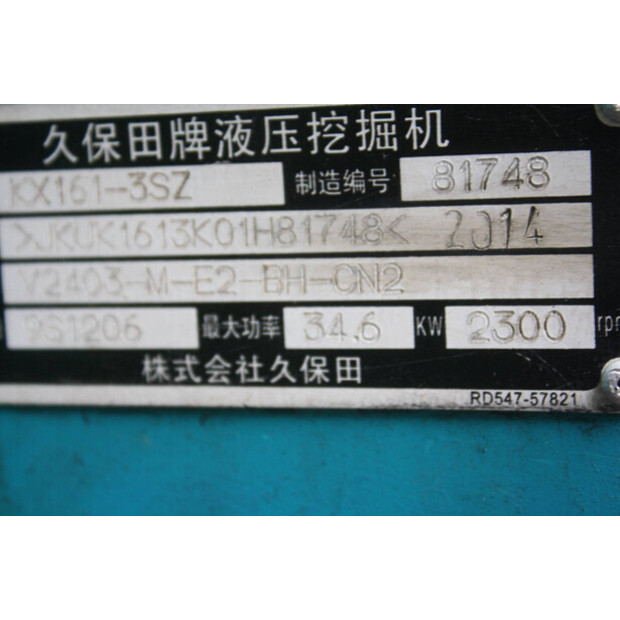 久保田牌液压挖掘机
KX161-3SZ 制造编号 81748
>JKUK1613K01H81748< 2014
V2403-M-E2-BH-CN2
9S1206 最大功率 34.6 KW 2300 rpm
株式会社久保田
RD547-57821